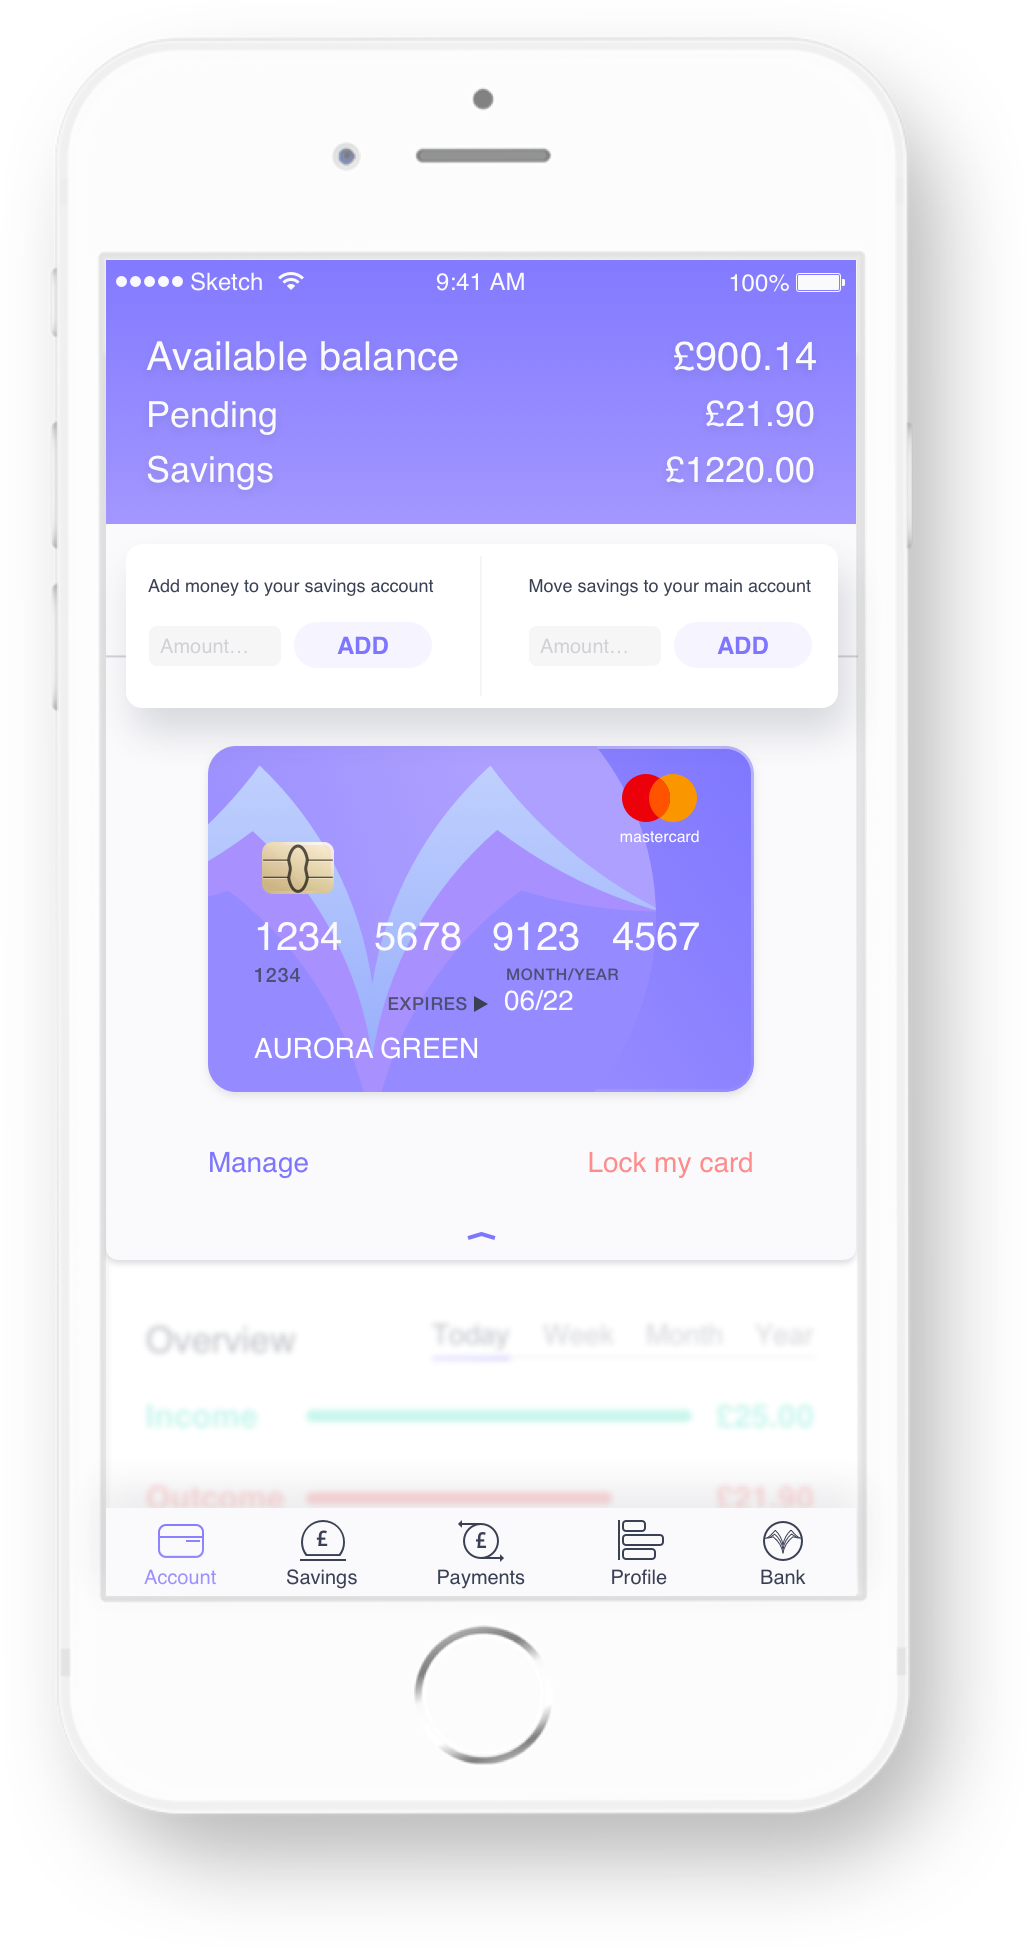 Sketch 9:41 AM 100%
Available balance £900.14
Pending £21.90
Savings £1220.00
Add money to your savings account Move savings to your main account
Amount... ADD Amount... ADD
mastercard
1234 5678 9123 4567
1234 MONTH/YEAR
EXPIRES ▶ 06/22
AURORA GREEN
Manage Lock my card
Overview Today Week Month Year
Income £25.00
Outcome £21.90
£ £
Account Savings Payments Profile Bank